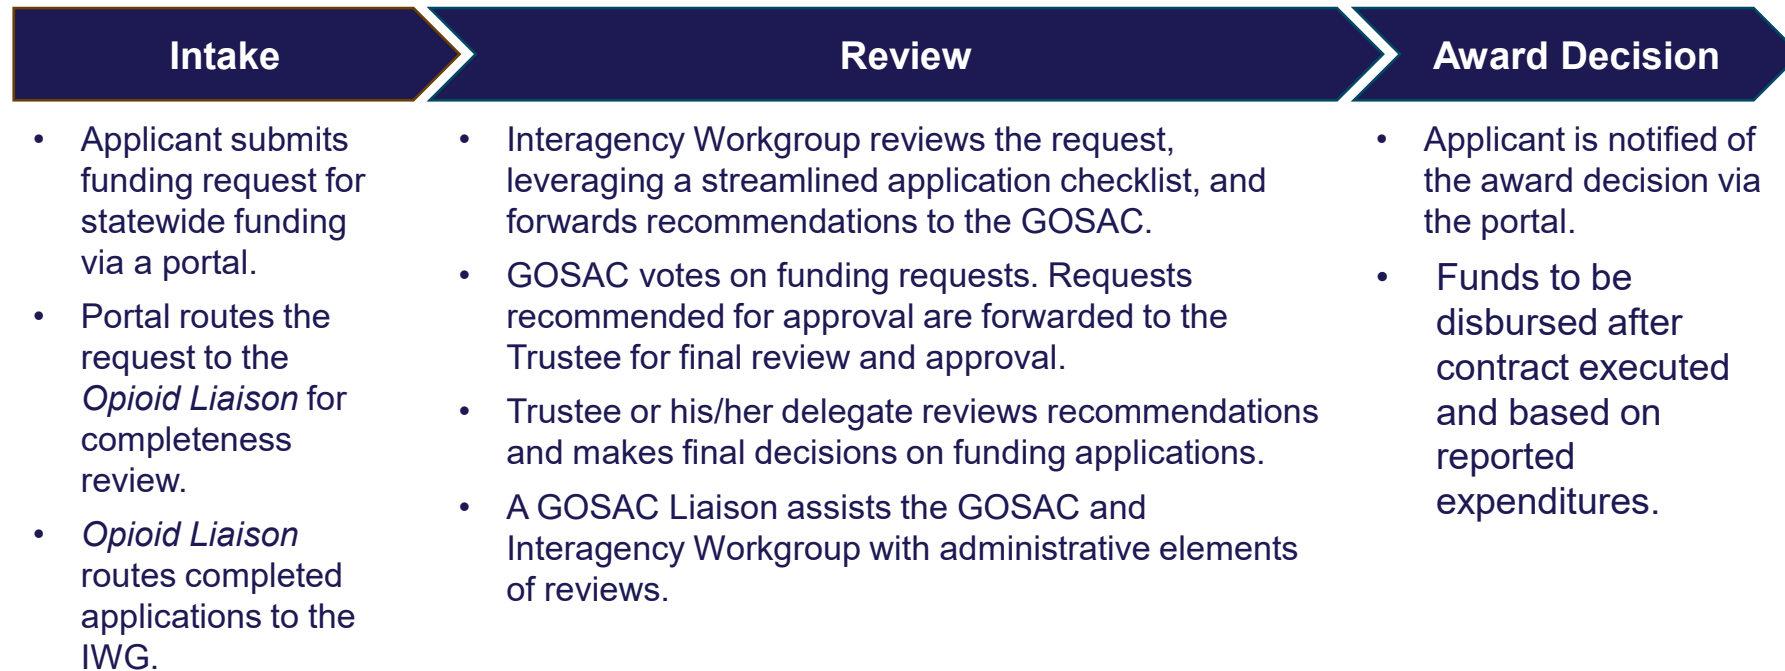 Intake
Review
Award Decision
• Applicant submits
funding request for
statewide funding
via a portal.
• Portal routes the
request to the
Opioid Liaison for
completeness
review.
• Opioid Liaison
routes completed
applications to the
IWG.
• Interagency Workgroup reviews the request,
leveraging a streamlined application checklist, and
forwards recommendations to the GOSAC.
• GOSAC votes on funding requests. Requests
recommended for approval are forwarded to the
Trustee for final review and approval.
• Trustee or his/her delegate reviews recommendations
and makes final decisions on funding applications.
• A GOSAC Liaison assists the GOSAC and
Interagency Workgroup with administrative elements
of reviews.
• Applicant is notified of
the award decision via
the portal.
• Funds to be
disbursed after
contract executed
and based on
reported
expenditures.